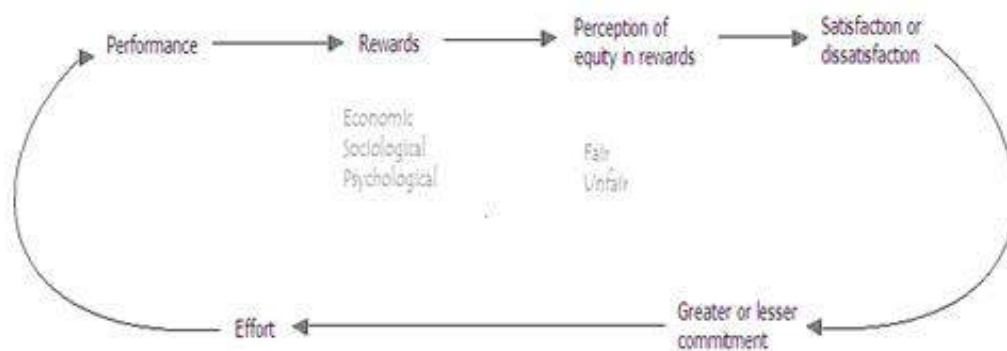 Performance
Rewards
Perception of
equity in rewards
Satisfaction or
dissatisfaction
Economic
Sociological
Psychological
Fair
Unfair
Greater or lesser
commitment
Effort